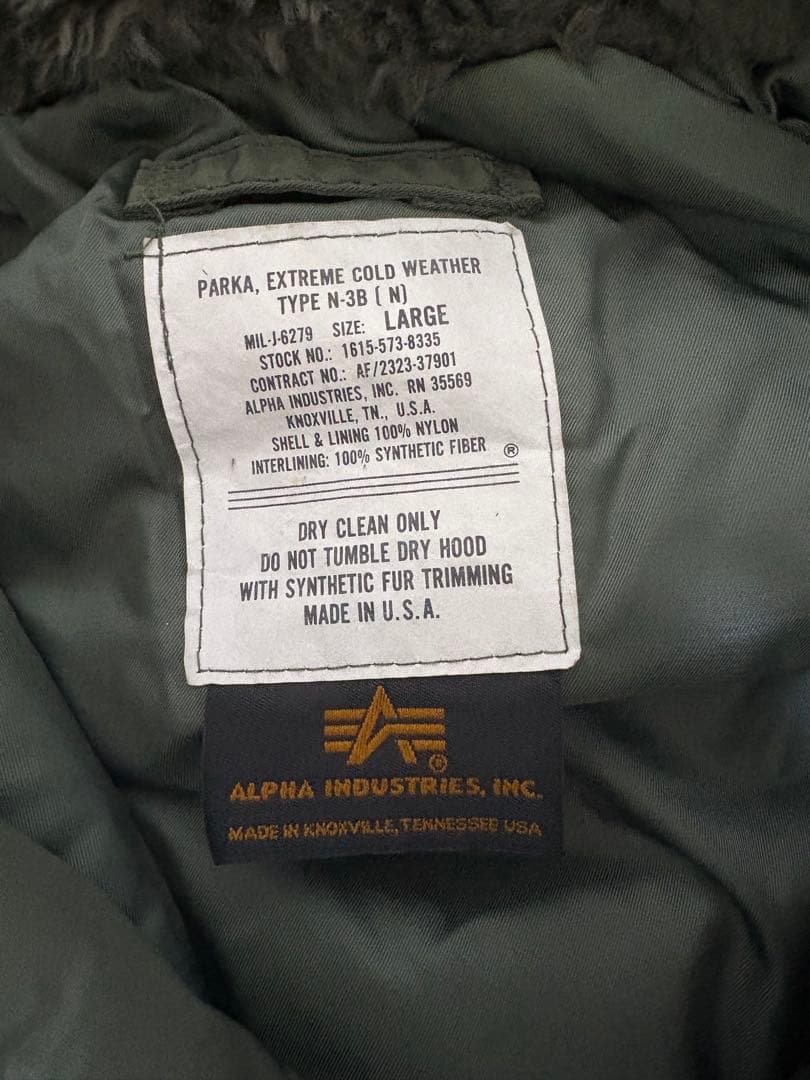 PARKA, EXTREME COLD WEATHER
TYPE N-3B ( N)
MIL-J-6279 SIZE: LARGE
STOCK NO.: 1615-573-8335
CONTRACT NO.: AF/2323-37901
ALPHA INDUSTRIES, INC. RN 35569
KNOXVILLE, TN., U.S.A.
SHELL & LINING 100% NYLON
INTERLINING: 100% SYNTHETIC FIBER ®
DRY CLEAN ONLY
DO NOT TUMBLE DRY HOOD
WITH SYNTHETIC FUR TRIMMING
MADE IN U.S.A.
®
ALPHA INDUSTRIES, INC.
MADE IN KNOXVILLE, TENNESSEE USA